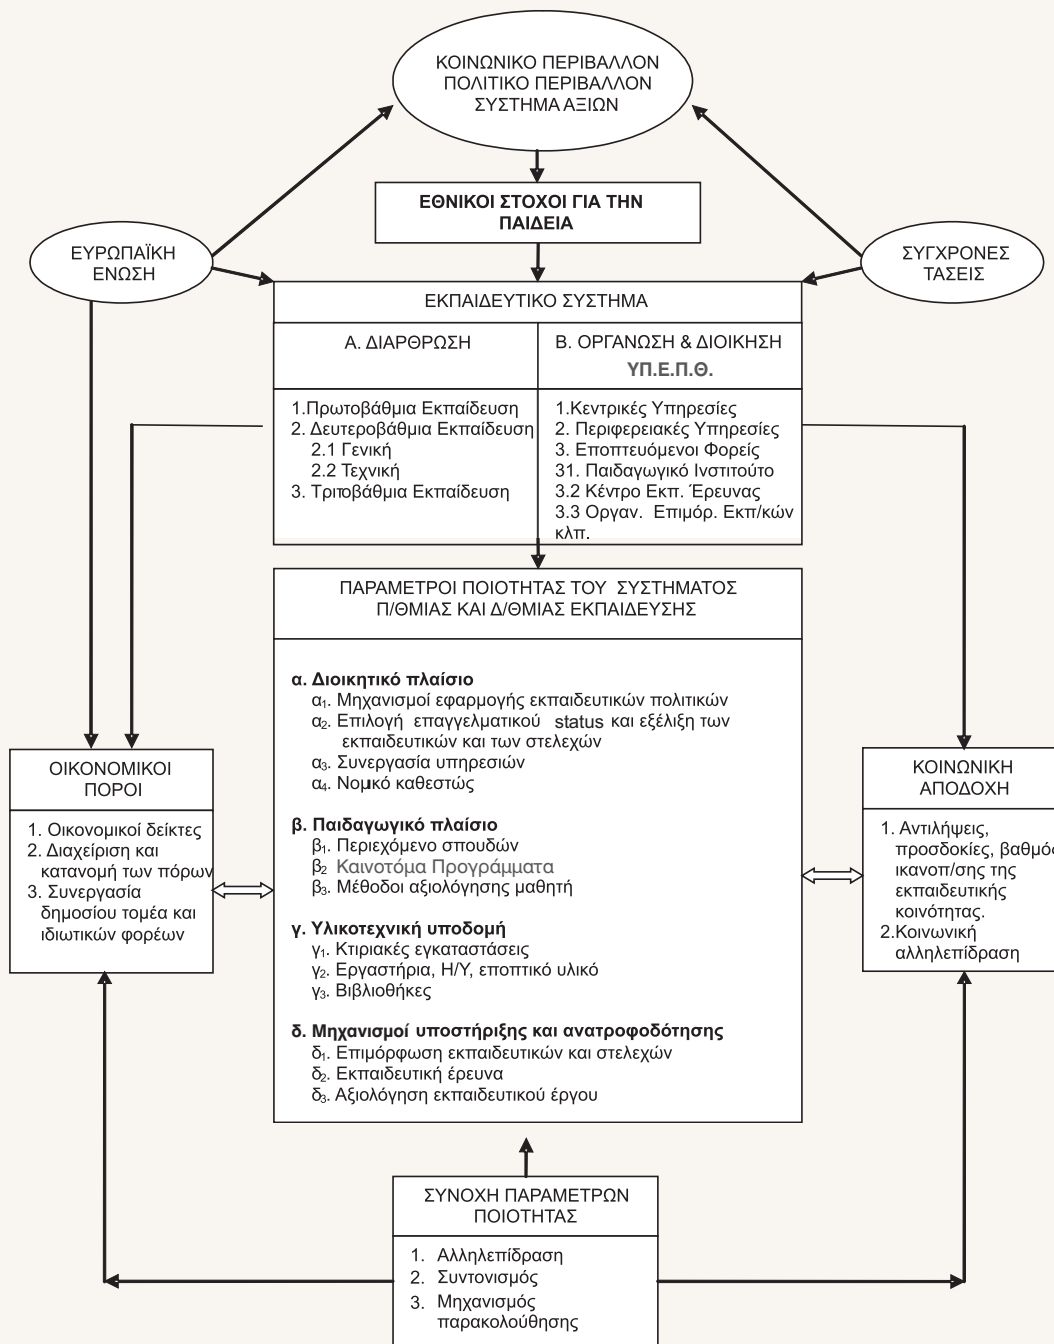 ΚΟΙΝΩΝΙΚΟ ΠΕΡΙΒΑΛΛΟΝ
ΠΟΛΙΤΙΚΟ ΠΕΡΙΒΑΛΛΟΝ
ΣΥΣΤΗΜΑ ΑΞΙΩΝ
ΕΘΝΙΚΟΙ ΣΤΟΧΟΙ ΓΙΑ ΤΗΝ
ΠΑΙΔΕΙΑ
ΕΥΡΩΠΑΪΚΗ
ΕΝΩΣΗ
ΣΥΓΧΡΟΝΕΣ
ΤΑΣΕΙΣ
ΕΚΠΑΙΔΕΥΤΙΚΟ ΣΥΣΤΗΜΑ
Α. ΔΙΑΡΘΡΩΣΗ
1.Πρωτοβάθμια Εκπαίδευση
2. Δευτεροβάθμια Εκπαίδευση
2.1 Γενική
2.2 Τεχνική
3. Τριτοβάθμια Εκπαίδευση
Β. ΟΡΓΑΝΩΣΗ & ΔΙΟΙΚΗΣΗ
ΥΠ.Ε.Π.Θ.
1.Κεντρικές Υπηρεσίες
2. Περιφερειακές Υπηρεσίες
3. Εποπτευόμενοι Φορείς
31. Παιδαγωγικό Ινστιτούτο
3.2 Κέντρο Εκπ. Έρευνας
3.3 Οργαν. Επιμόρ. Εκπ/κών
κλπ.
ΠΑΡΑΜΕΤΡΟΙ ΠΟΙΟΤΗΤΑΣ ΤΟΥ ΣΥΣΤΗΜΑΤΟΣ
Π/ΘΜΙΑΣ ΚΑΙ Δ/ΘΜΙΑΣ ΕΚΠΑΙΔΕΥΣΗΣ
α. Διοικητικό πλαίσιο
α₁. Μηχανισμοί εφαρμογής εκπαιδευτικών πολιτικών
α₂. Επιλογή επαγγελματικού status και εξέλιξη των
εκπαιδευτικών και των στελεχών
α₃. Συνεργασία υπηρεσιών
α₄. Νομικό καθεστώς
β. Παιδαγωγικό πλαίσιο
β₁. Περιεχόμενο σπουδών
β₂ Καινοτόμα Προγράμματα
β₃. Μέθοδοι αξιολόγησης μαθητή
γ. Υλικοτεχνική υποδομή
γ₁. Κτιριακές εγκαταστάσεις
γ₂. Εργαστήρια, Η/Υ, εποπτικό υλικό
γ₃. Βιβλιοθήκες
δ. Μηχανισμοί υποστήριξης και ανατροφοδότησης
δ₁. Επιμόρφωση εκπαιδευτικών και στελεχών
δ₂. Εκπαιδευτική έρευνα
δ₃. Αξιολόγηση εκπαιδευτικού έργου
ΟΙΚΟΝΟΜΙΚΟΙ
ΠΟΡΟΙ
1. Οικονομικοί δείκτες
2. Διαχείριση και
κατανομή των πόρων
3. Συνεργασία
δημοσίου τομέα και
ιδιωτικών φορέων
ΚΟΙΝΩΝΙΚΗ
ΑΠΟΔΟΧΗ
1. Αντιλήψεις,
προσδοκίες, βαθμός
ικανοπ/σης της
εκπαιδευτικής
κοινότητας.
2.Κοινωνική
αλληλεπίδραση
ΣΥΝΟΧΗ ΠΑΡΑΜΕΤΡΩΝ
ΠΟΙΟΤΗΤΑΣ
1. Αλληλεπίδραση
2. Συντονισμός
3. Μηχανισμός
παρακολούθησης